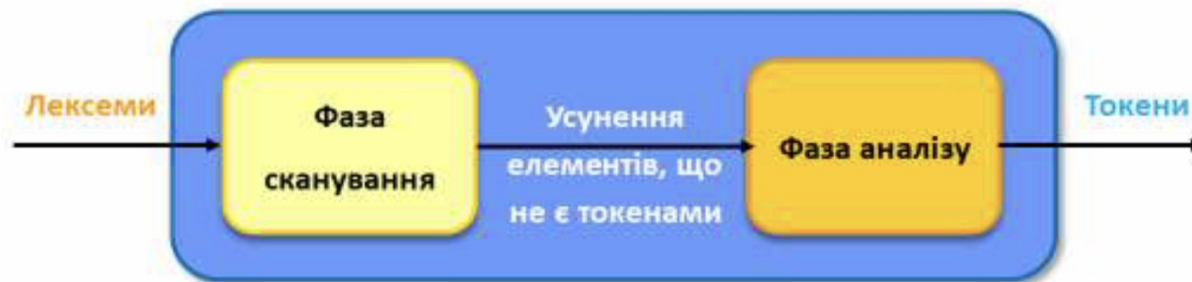 Лексеми
Фаза
сканування
Усунення
елементів, що
не є токенами
Фаза аналізу
Токени